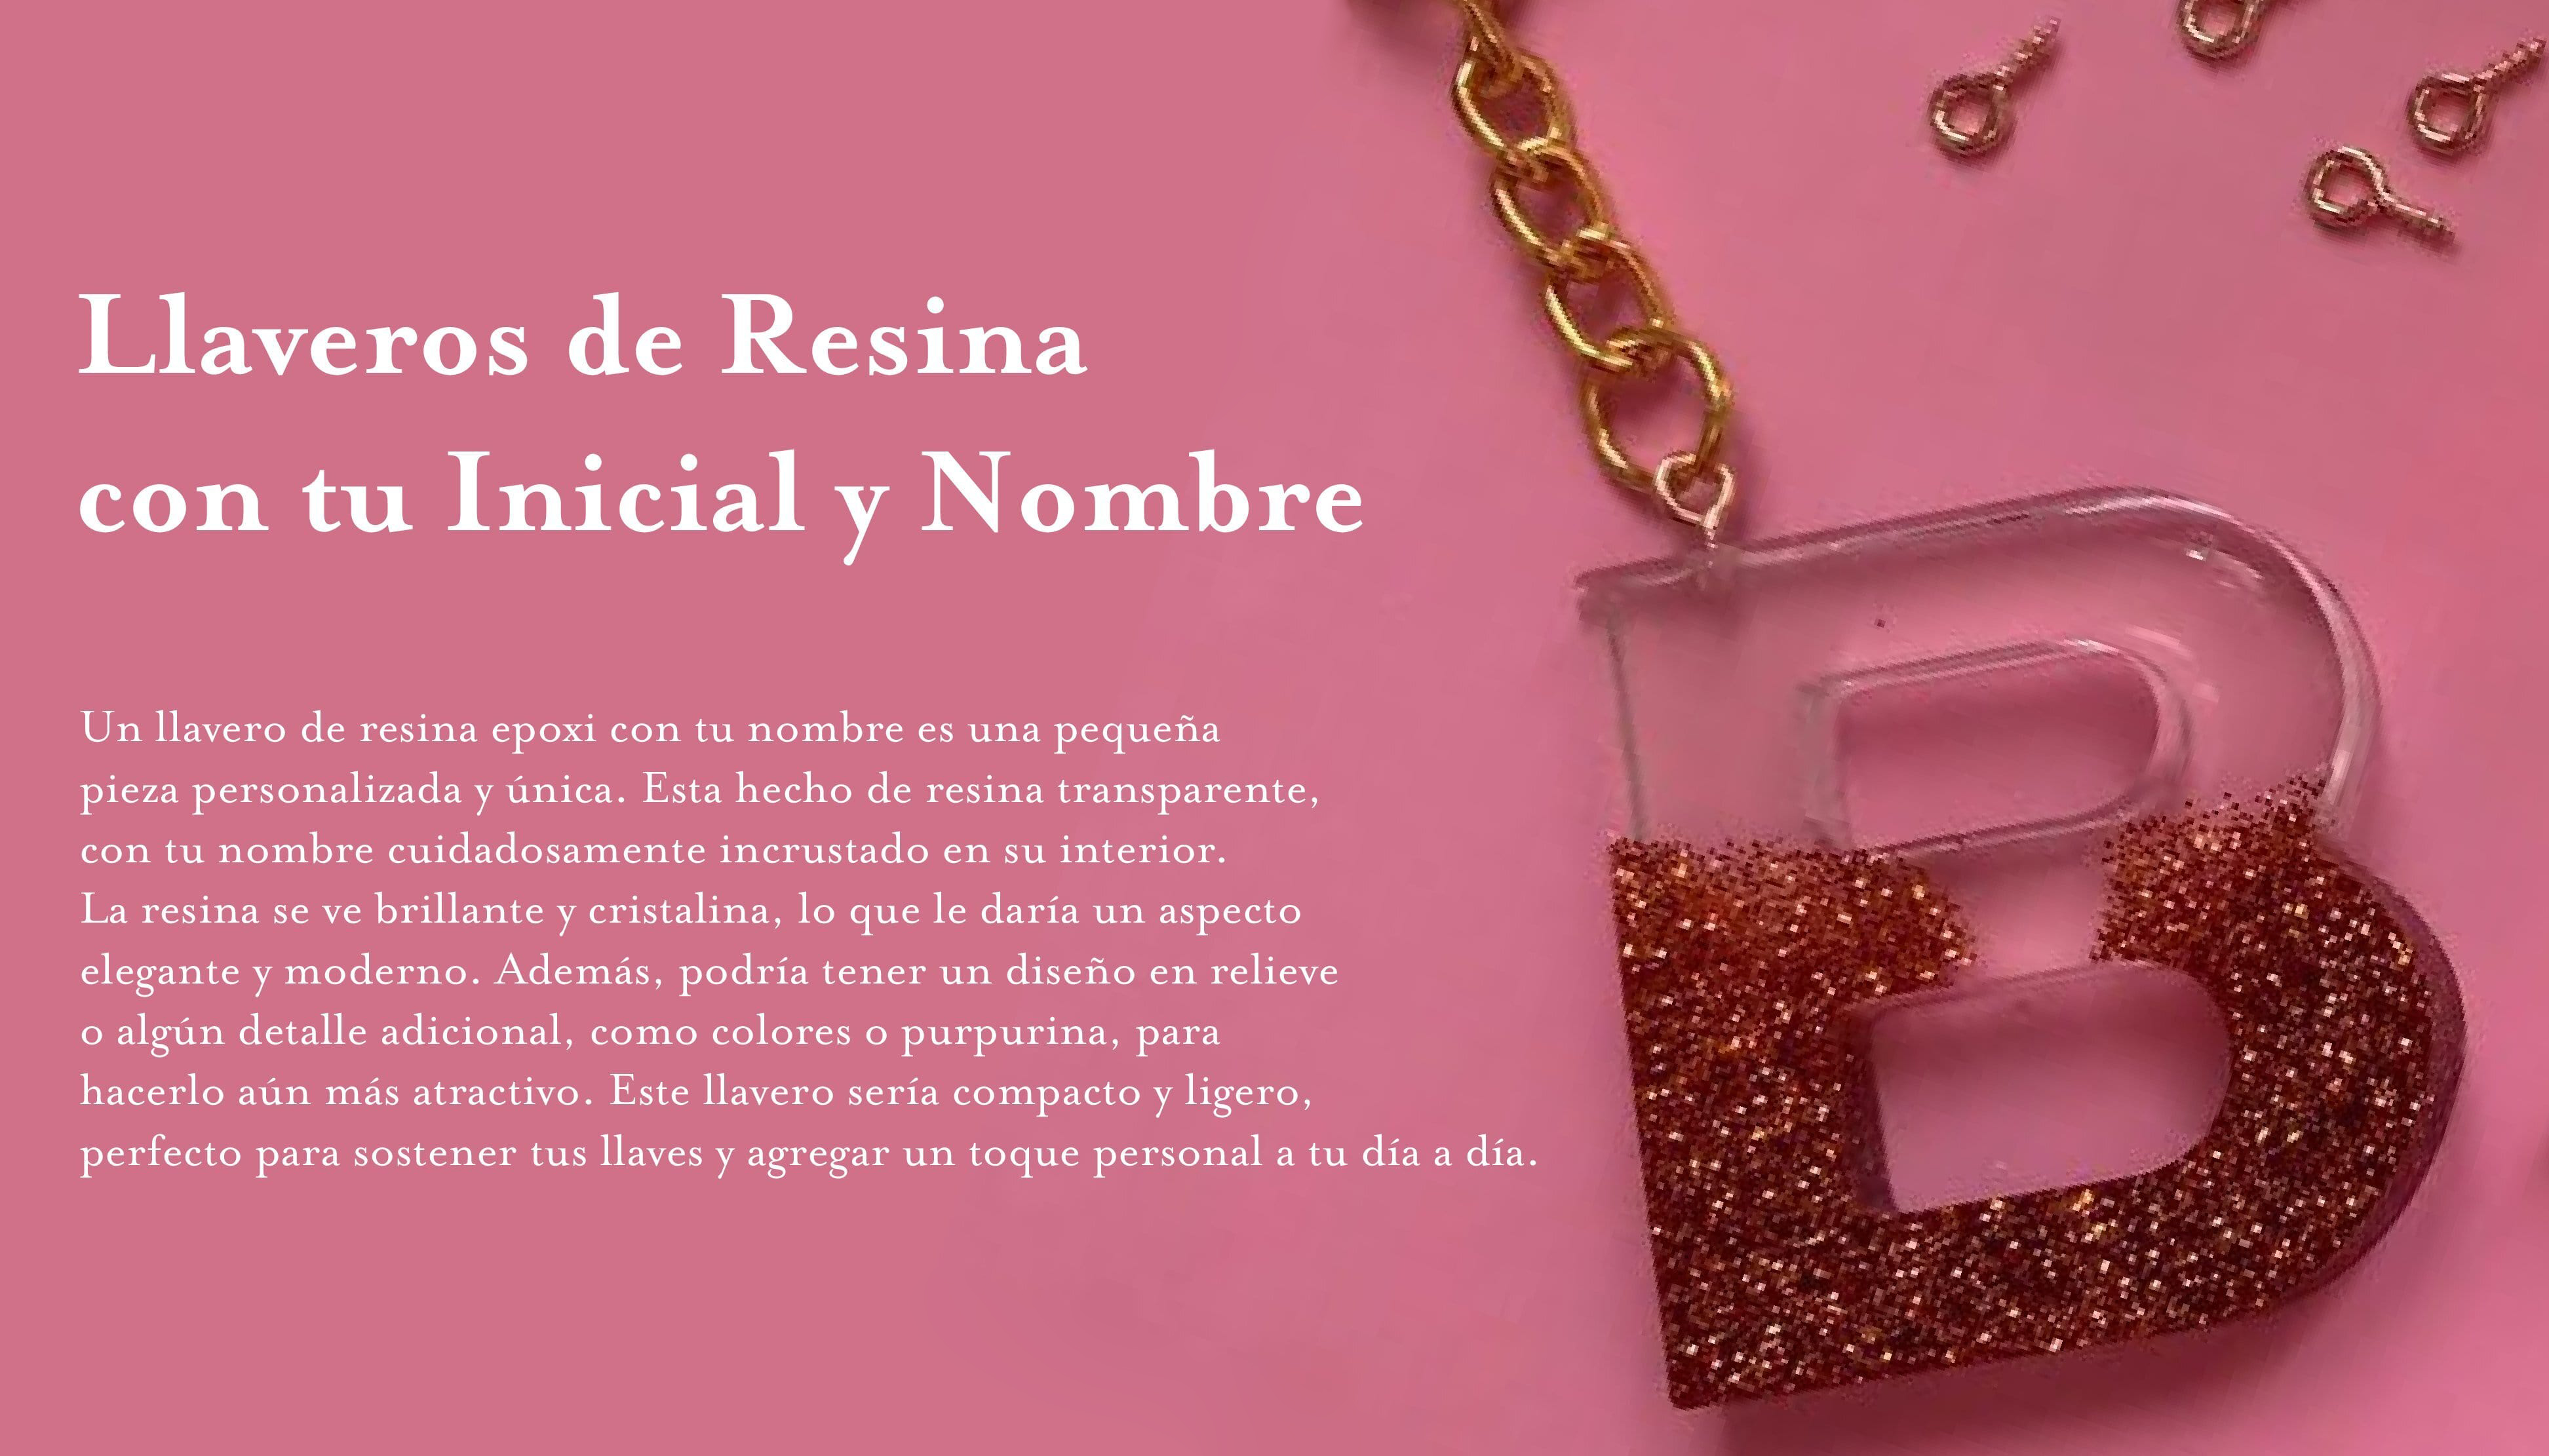 Llaveros de Resina
con tu Inicial y Nombre
Un llavero de resina epoxi con tu nombre es una pequeña
pieza personalizada y única. Esta hecho de resina transparente,
con tu nombre cuidadosamente incrustado en su interior.
La resina se ve brillante y cristalina, lo que le daría un aspecto
elegante y moderno. Además, podría tener un diseño en relieve
o algún detalle adicional, como colores o purpurina, para
hacerlo aún más atractivo. Este llavero sería compacto y ligero,
perfecto para sostener tus llaves y agregar un toque personal a tu día a día.
B